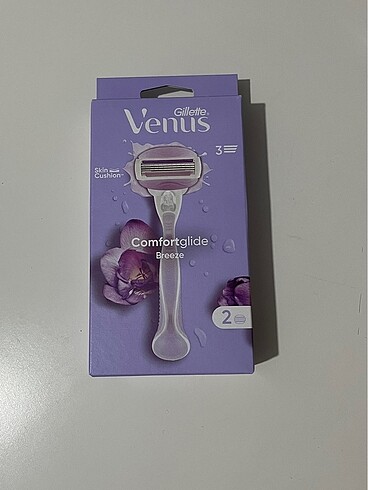 Gillette
Venus
3
Skin
Cushion
Comfortglide
Breeze
2